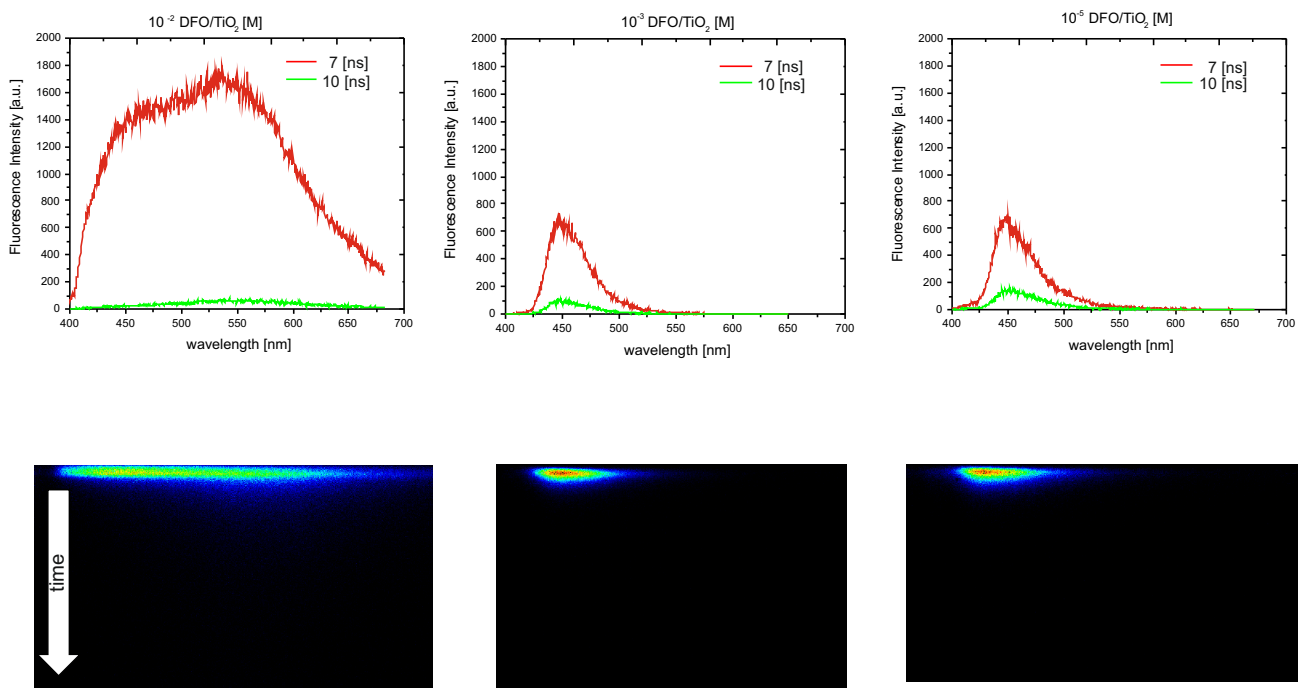 10 -2 DFO/TiO2 [M]
2000
1800
1600
1400
1200
1000
800
600
400
200
0
Fluorescence Intensity [a.u.]
7 [ns]
10 [ns]
400 450 500 550 600 650 700
wavelength [nm]
10 -3 DFO/TiO2 [M]
2000
1800
1600
1400
1200
1000
800
600
400
200
0
Fluorescence Intensity [a.u.]
7 [ns]
10 [ns]
400 450 500 550 600 650 700
wavelength [nm]
10 -5 DFO/TiO2 [M]
2000
1800
1600
1400
1200
1000
800
600
400
200
0
Fluorescence Intensity [a.u.]
7 [ns]
10 [ns]
400 450 500 550 600 650 700
wavelength [nm]
time